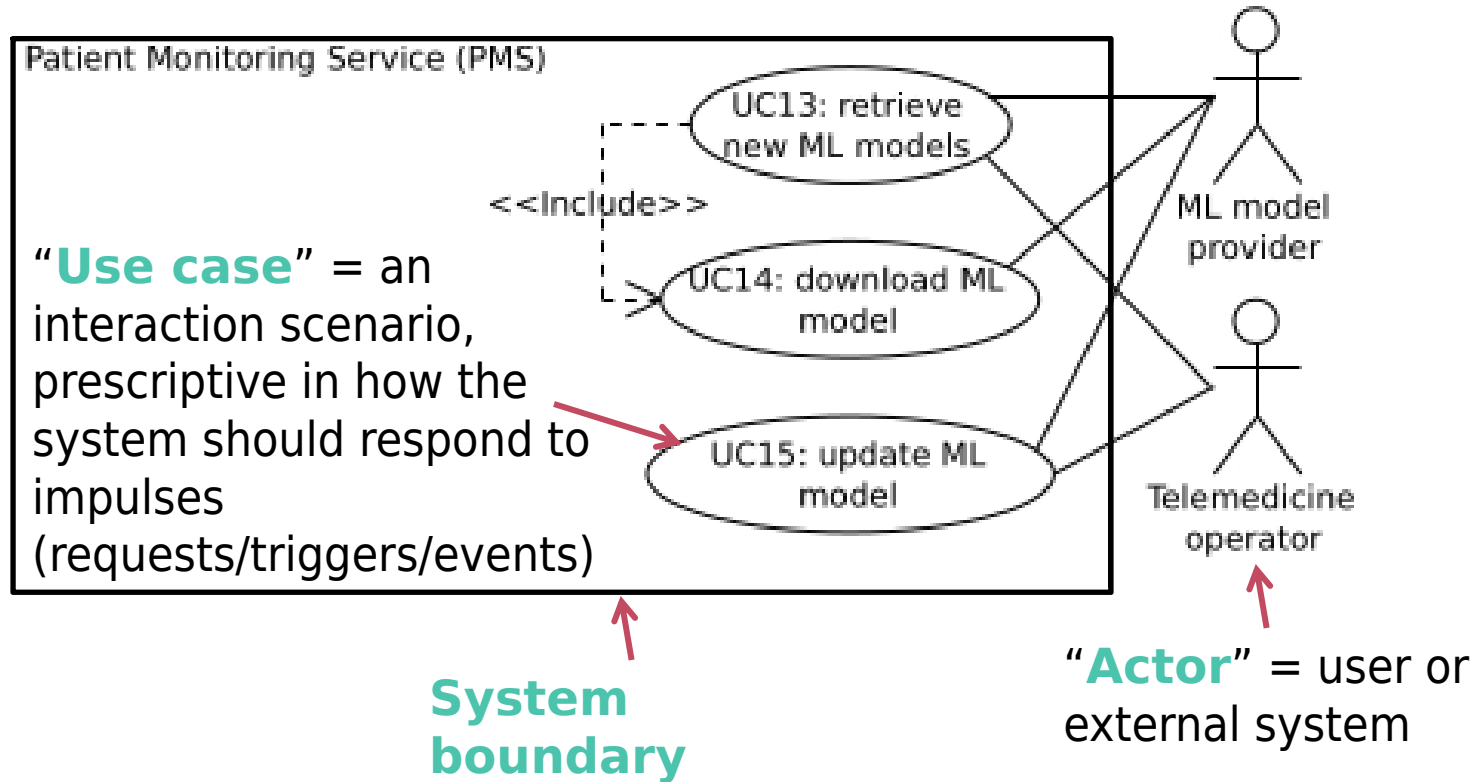 Patient Monitoring Service (PMS)
UC13: retrieve
new ML models
<<Include>>
ML model
provider
“Use case” = an
interaction scenario,
prescriptive in how the
system should respond to
impulses
(requests/triggers/events)
UC14: download ML
model
UC15: update ML
model
Telemedicine
operator
System
boundary
“Actor” = user or
external system